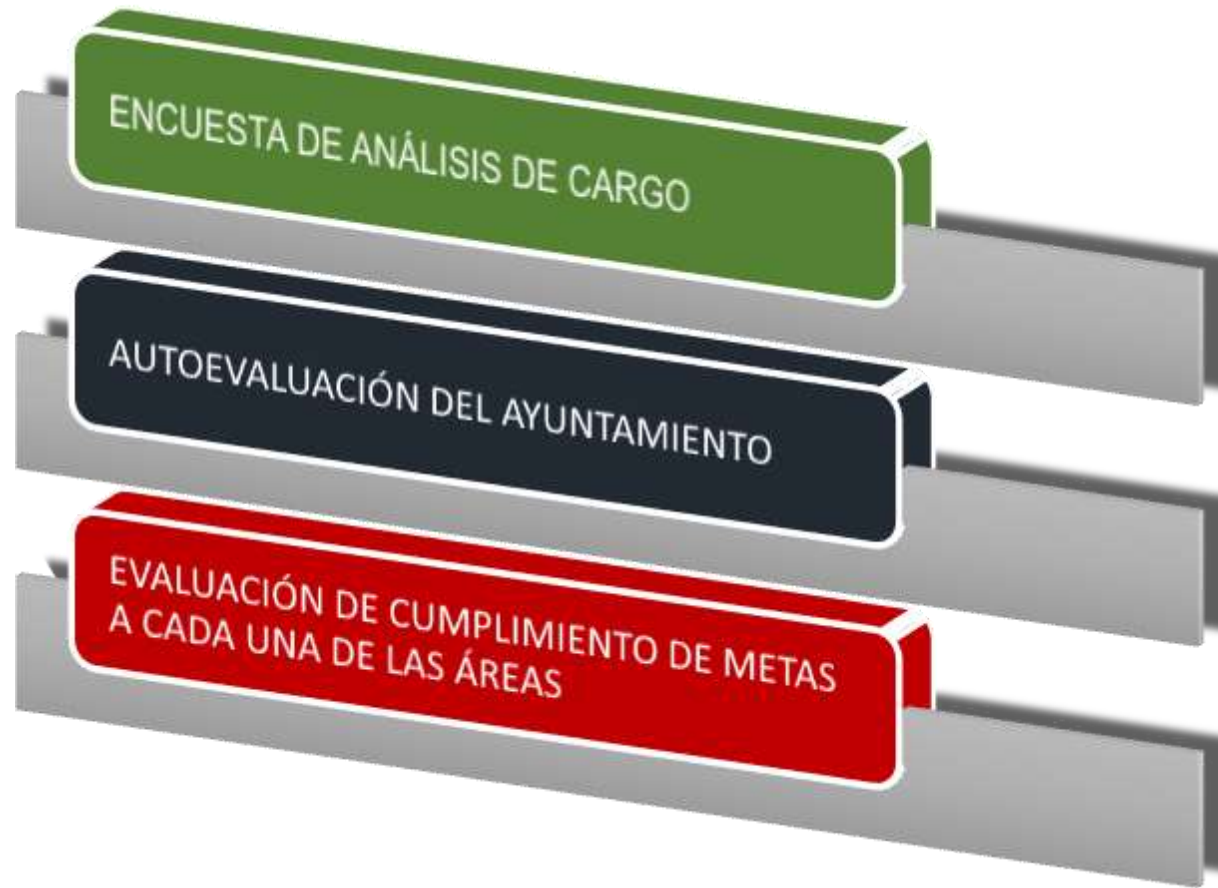 ENCUESTA DE ANÁLISIS DE CARGO
AUTOEVALUACIÓN DEL AYUNTAMIENTO
EVALUACIÓN DE CUMPLIMIENTO DE METAS
A CADA UNA DE LAS ÁREAS